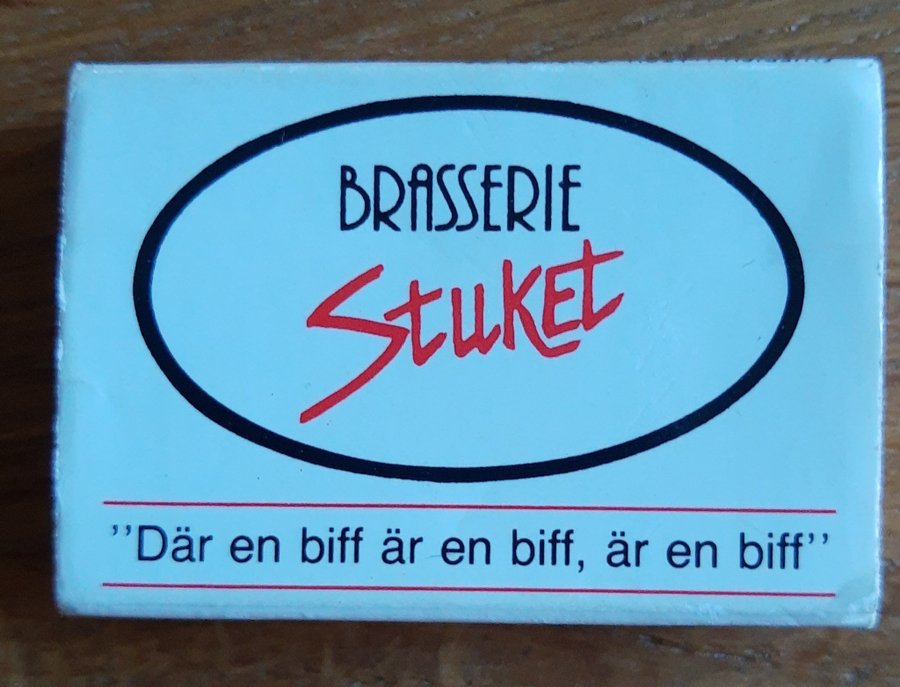 BRASSERIE
Stuket
''Där en biff är en biff, är en biff''